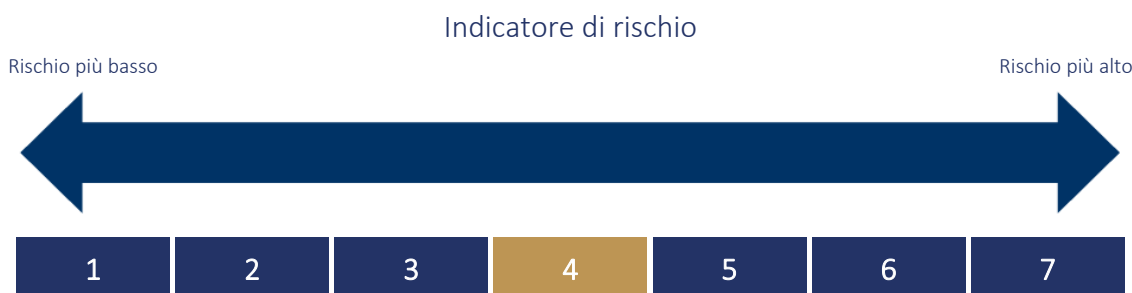 Indicatore di rischio
Rischio più basso Rischio più alto
1 2 3 4 5 6 7